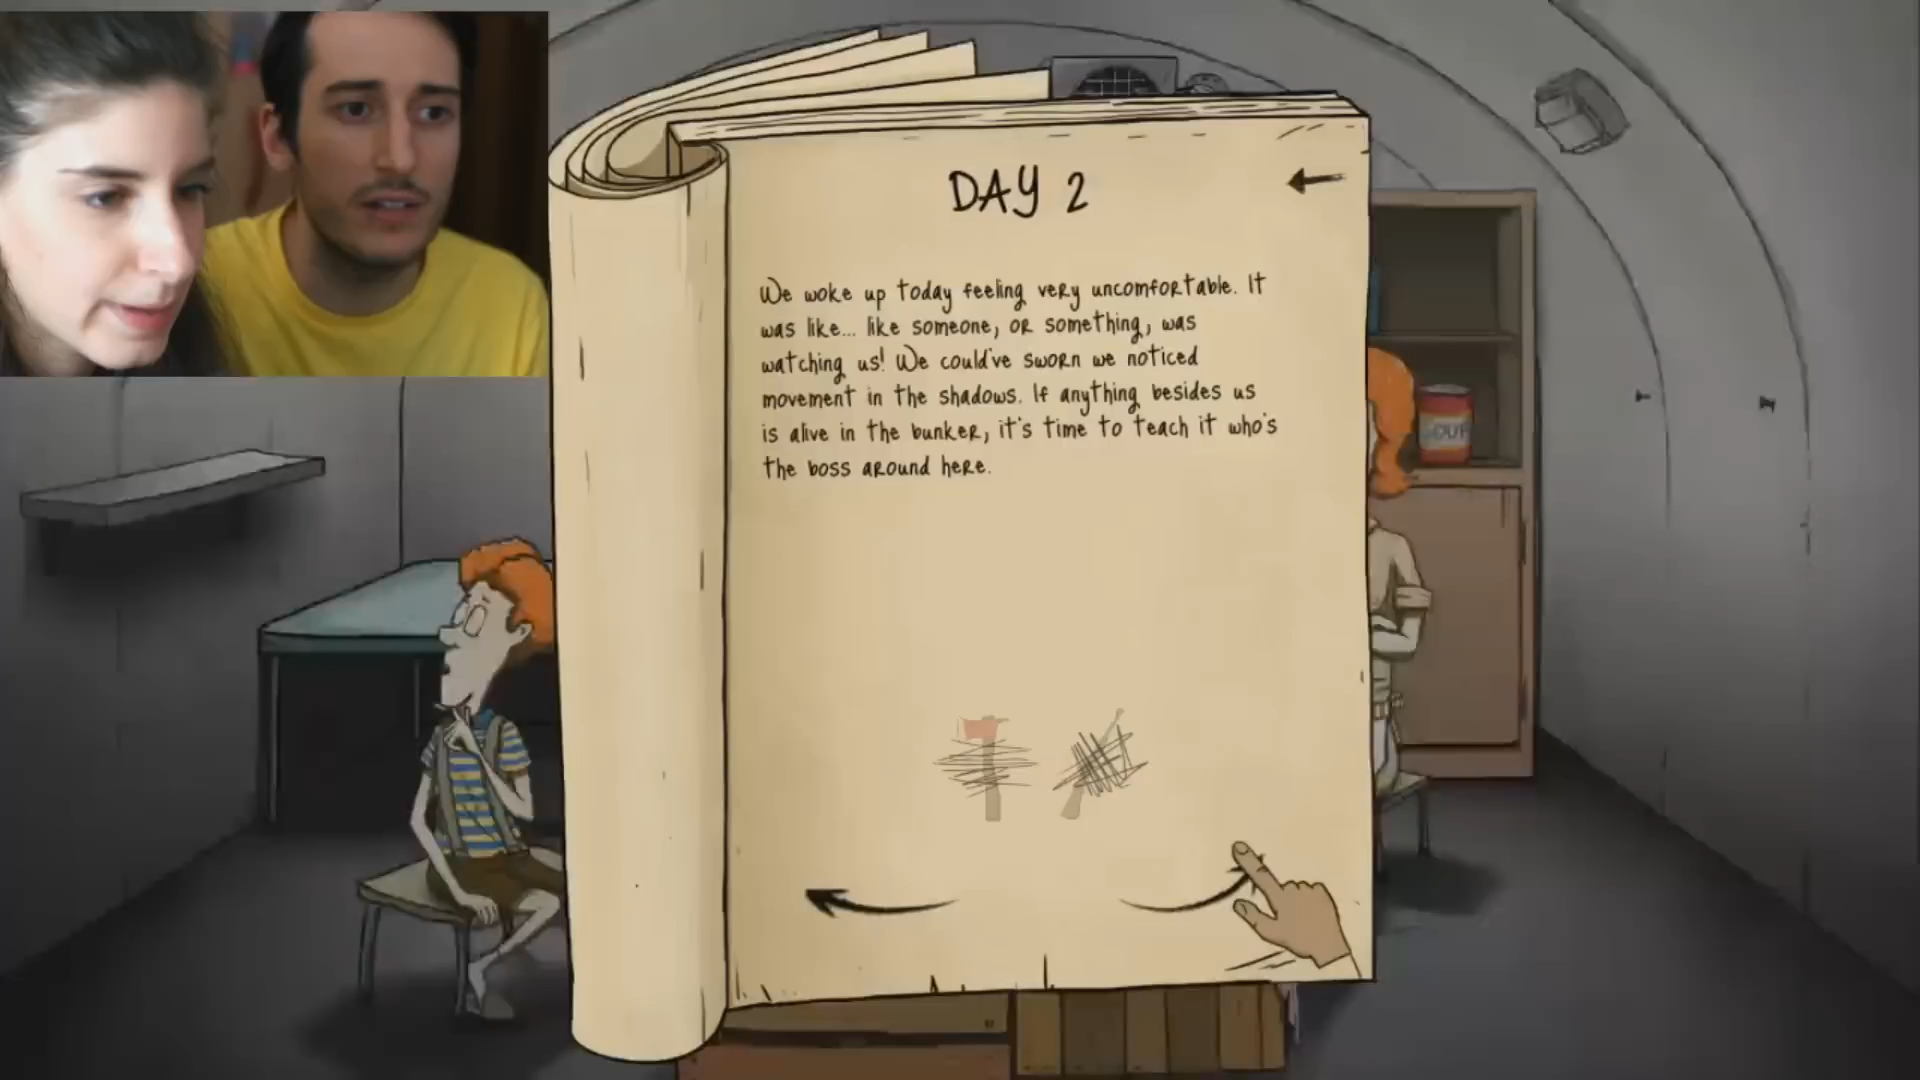 DAY 2
We woke up today feeling very uncomfortable. It
was like... like someone, or something, was
watching us! We could've sworn we noticed
movement in the shadows. If anything besides us
is alive in the bunker, it's time to teach it who's
the boss around here.
SOUP